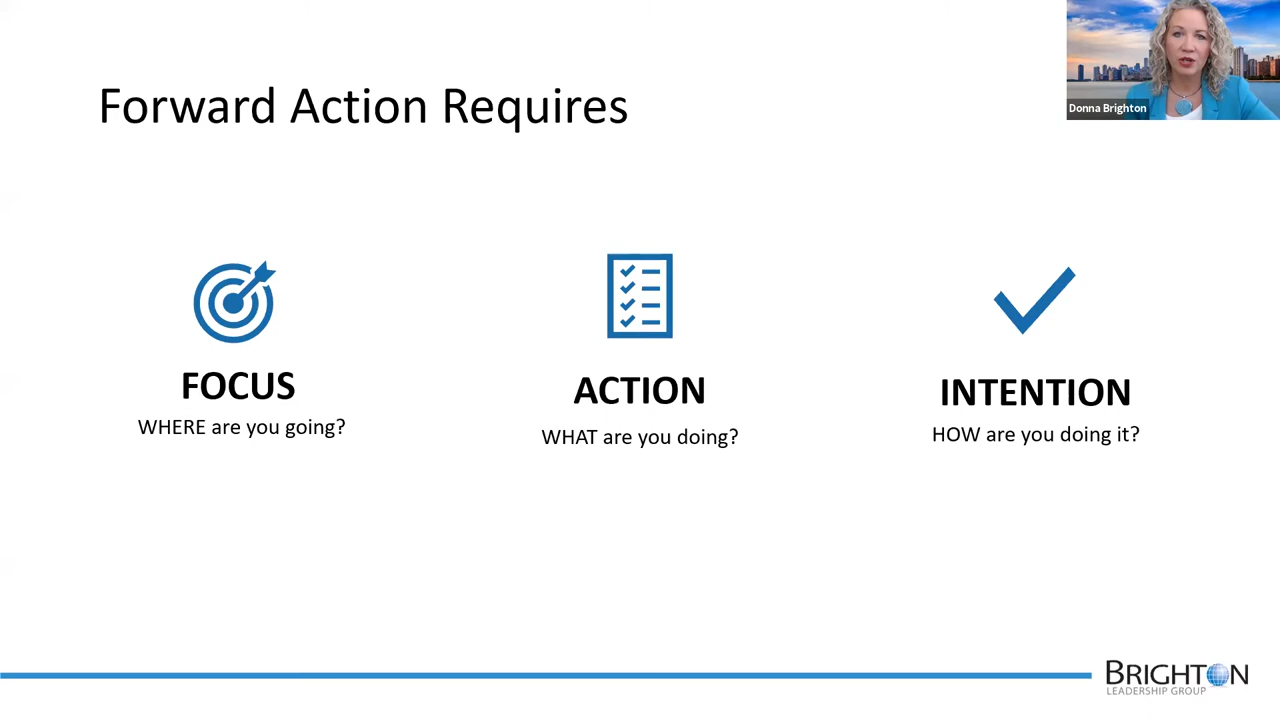 Donna Brighton
Forward Action Requires
FOCUS
WHERE are you going?
ACTION
WHAT are you doing?
INTENTION
HOW are you doing it?
BRIGHTON
LEADERSHIP GROUP